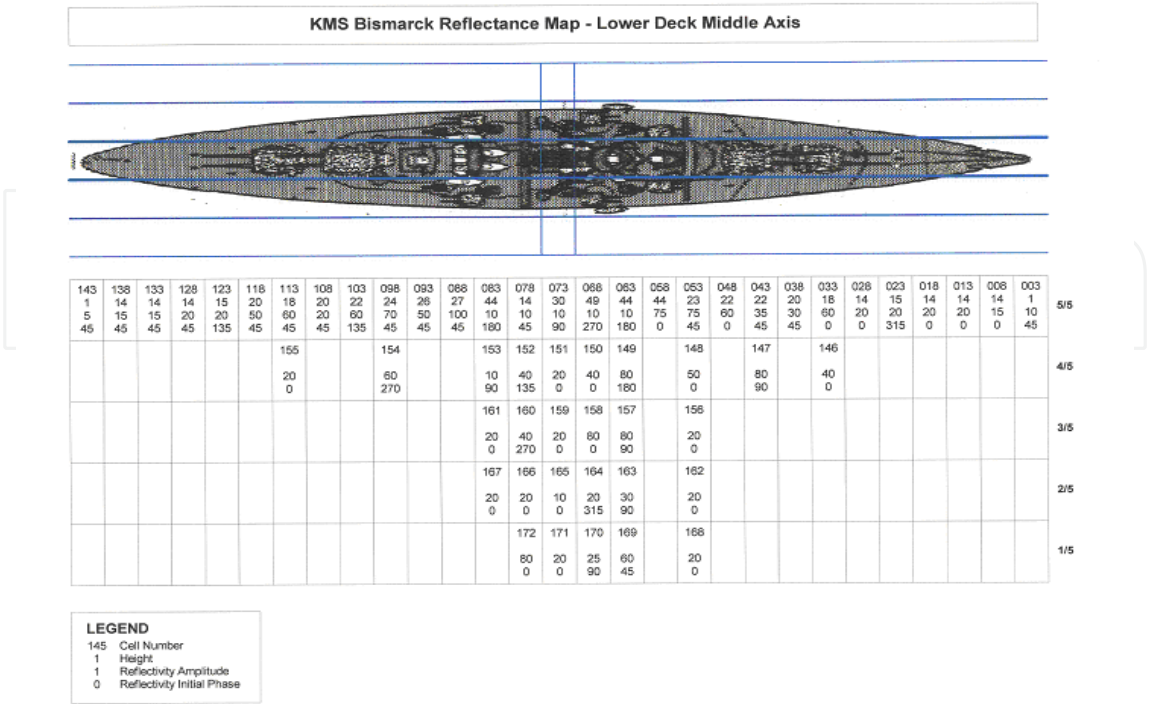 KMS Bismarck Reflectance Map - Lower Deck Middle Axis
143 138 133 128 123 118 113 108 103 098 093 088 083 078 073 068 063 058 053 048 043 038 033 028 023 018 013 008 003
1 14 14 14 15 20 18 20 22 24 26 27 44 14 30 49 44 44 23 22 22 20 18 14 15 14 14 14 1
5 15 15 20 20 50 60 20 60 70 50 100 10 10 10 10 10 75 75 60 35 30 60 20 20 20 20 15 10
45 45 45 45 135 45 45 45 135 45 45 45 180 45 90 270 180 0 45 0 45 45 0 0 315 0 0 0 45
5/5
155 154 153 152 151 150 149 148 147 146
4/5
20 60 10 40 20 40 80 50 80 40
0 270 90 135 0 0 180 0 90 0
161 160 159 158 157 156
3/5
20 40 20 80 80 20
0 270 0 0 90 0
167 166 165 164 163 162
2/5
20 20 10 20 30 20
0 0 0 315 90 0
172 171 170 169 168
1/5
80 20 25 60 20
0 0 90 45 0
LEGEND
145 Cell Number
1 Height
1 Reflectivity Amplitude
0 Reflectivity Initial Phase